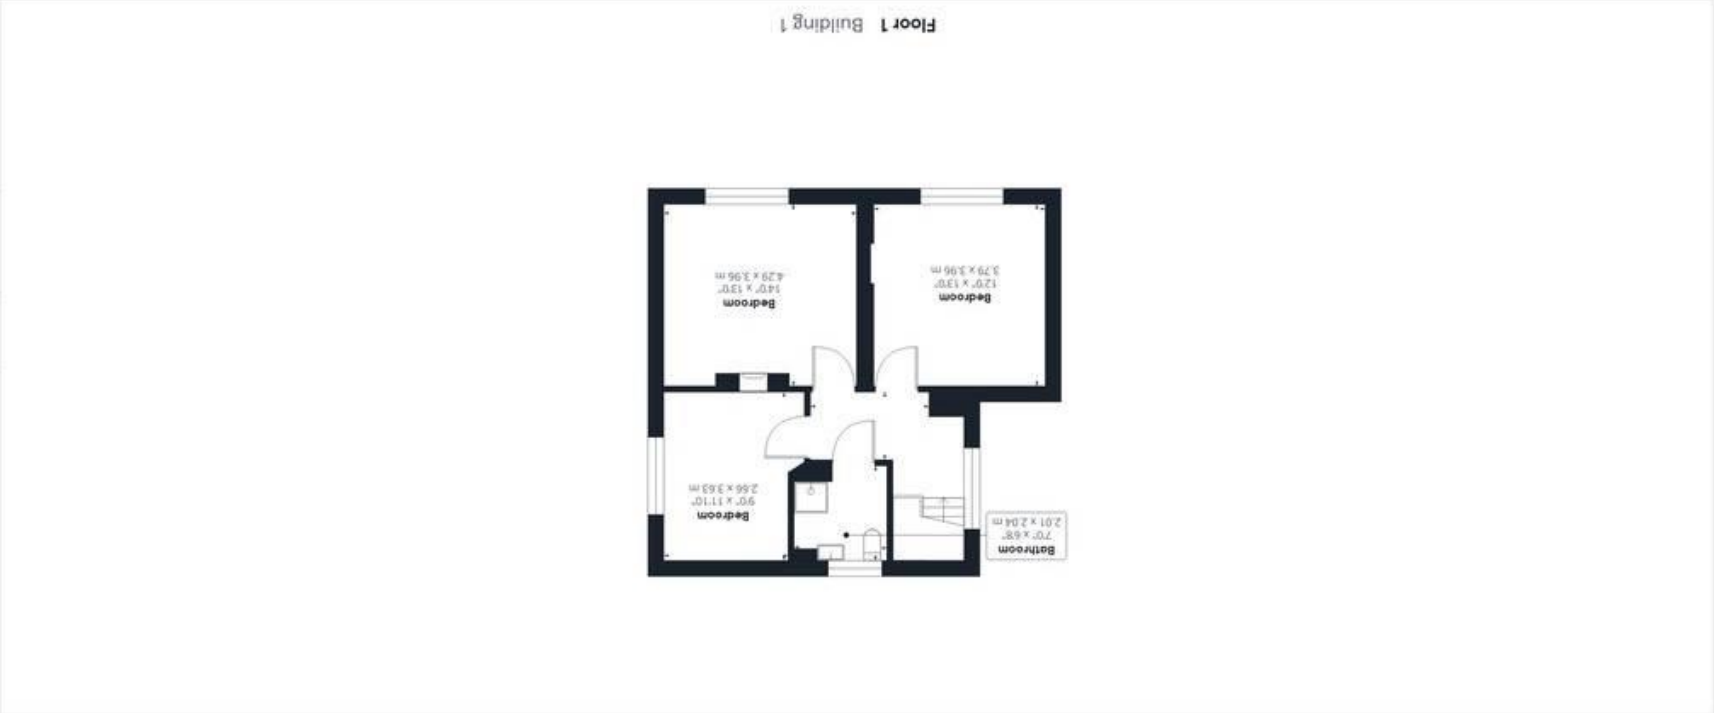 Bathroom
7'0" x 6'8"
2.01 x 2.04 m
Bedroom
9'0" x 11'10"
2.66 x 3.63 m
Bedroom
12'0" x 13'0"
3.79 x 3.96 m
Bedroom
14'0" x 13'0"
4.29 x 3.96 m
Floor 1 Building 1